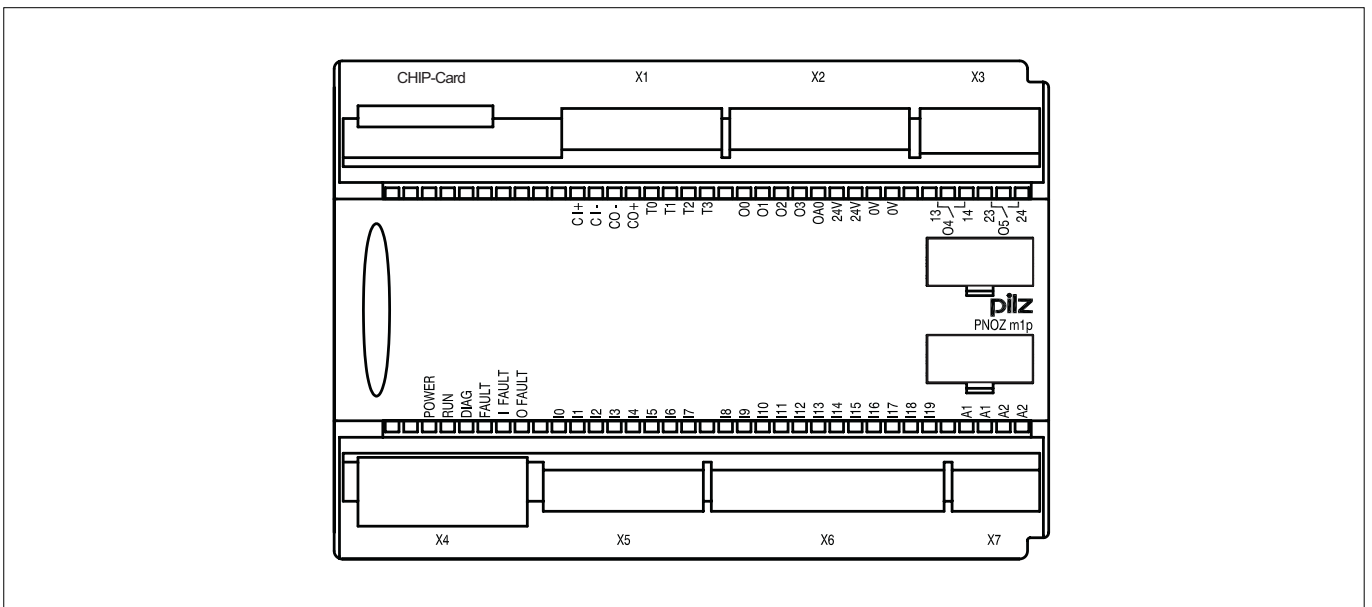 CHIP-Card X1 X2 X3
CI+ CI- CO- CO+ T0 T1 T2 T3 O0 O1 O2 O3 OA0 24V 24V 0V 0V 13 O4 14 23 O5 24
pilz
PNOZ m1p
POWER RUN DIAG FAULT I FAULT O FAULT I0 I1 I2 I3 I4 I5 I6 I7 I8 I9 I10 I11 I12 I13 I14 I15 I16 I17 I18 I19 A1 A1 A2 A2
X4 X5 X6 X7